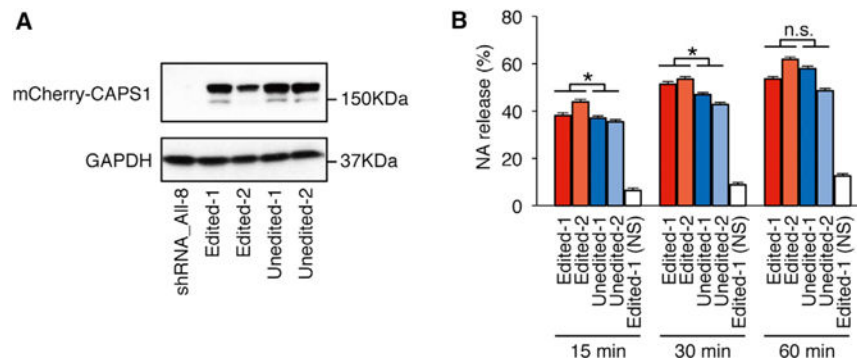 A
mCherry-CAPS1
150KDa
GAPDH
37KDa
shRNA_All-8
Edited-1
Edited-2
Unedited-1
Unedited-2
B
NA release (%)
80
60
40
20
0
*
*
n.s.
Edited-1
Edited-2
Unedited-1
Unedited-2
Edited-1 (NS)
Edited-1
Edited-2
Unedited-1
Unedited-2
Edited-1 (NS)
Edited-1
Edited-2
Unedited-1
Unedited-2
Edited-1 (NS)
15 min
30 min
60 min